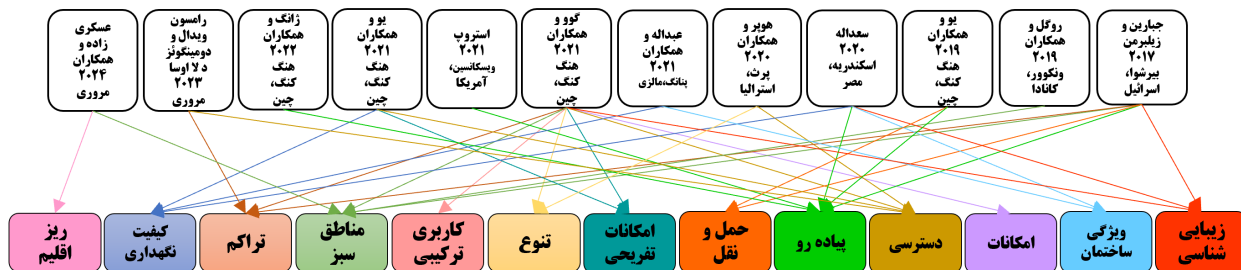 جبارین و
زیلبرمن
۲۰۱۷
بیرشوا،
اسرائیل
روگل و
همکاران
۲۰۱۹
ونکوور،
کانادا
یو و
همکاران
۲۰۱۹
هنگ
کنگ،
چین
سعداله
۲۰۲۰
اسکندریه،
مصر
هوپر و
همکاران
۲۰۲۰
پرث،
استرالیا
عبداله و
همکاران
۲۰۲۱
پنانگ،مالزی
گوو و
همکاران
۲۰۲۱
هنگ
کنگ،
چین
استروپ
۲۰۲۱
ویسکانسین،
آمریکا
یو و
همکاران
۲۰۲۱
هنگ
کنگ،
چین
ژانگ و
همکاران
۲۰۲۲
هنگ
کنگ،
چین
رامسون
ویدال و
دومینگوئز
د لا اوسا
۲۰۲۳
مروری
عسکری
زاده و
همکاران
۲۰۲۴
مروری
زیبایی
شناسی
ویژگی
ساختمان
امکانات
دسترسی
پیاده رو
حمل و
نقل
امکانات
تفریحی
تنوع
کاربری
ترکیبی
مناطق
سبز
تراکم
کیفیت
نگهداری
ریز
اقلیم